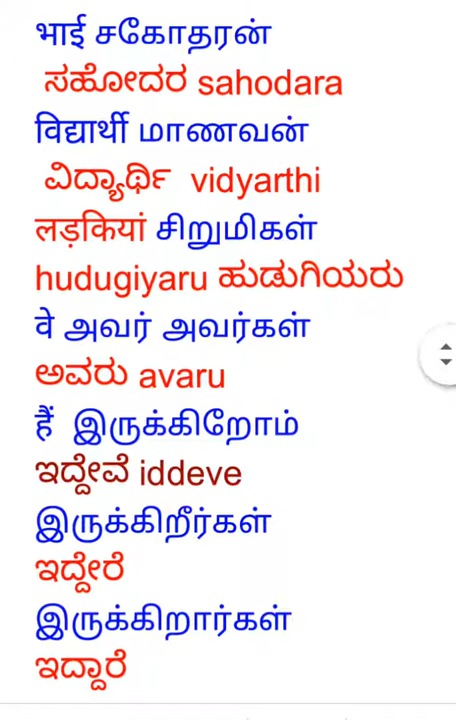 भाई சகோதரன்
ಸಹೋದರ sahodara
विद्यार्थी மாணவன்
ವಿದ್ಯಾರ್ಥಿ vidyarthi
लड़कियां சிறுமிகள்
hudugiyaru ಹುಡುಗಿಯರು
वे அவர் அவர்கள்
ಅವರು avaru
हैं இருக்கிறோம்
ಇದ್ದೇವೆ iddeve
இருக்கிறீர்கள்
ಇದ್ದೇರೆ
இருக்கிறார்கள்
ಇದ್ದಾರೆ